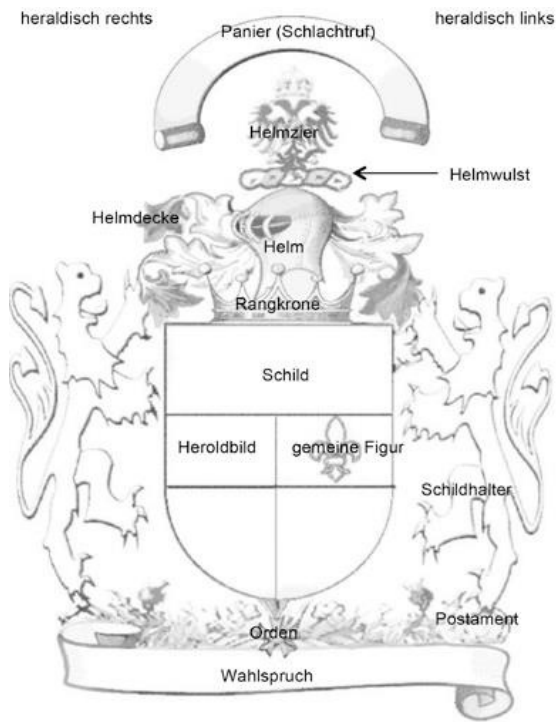 heraldisch rechts
heraldisch links
Panier (Schlachtruf)
Helmzier
Helmwulst
Helmdecke
Helm
Rangkrone
Schild
Heroldbild
gemeine Figur
Schildhalter
Postament
Orden
Wahlspruch